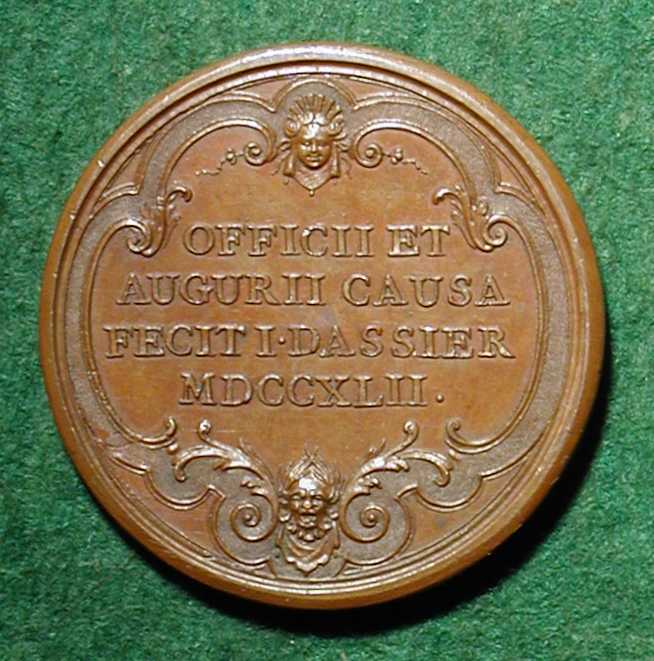 OFFICII ET
AUGURII CAUSA
FECIT I·DASSIER
MDCCXLII.